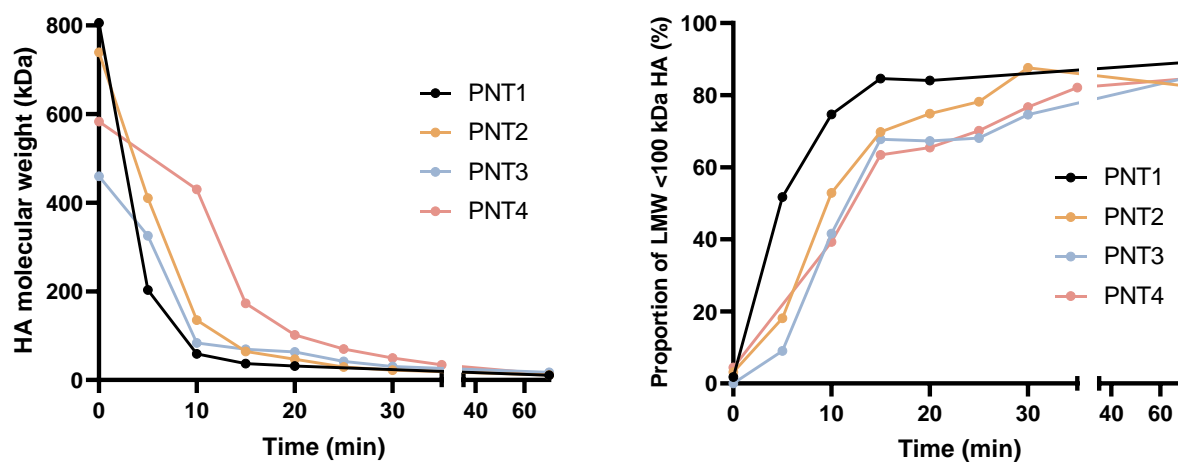 HA molecular weight (kDa)
800
600
400
200
0
0
10
20
30
40
60
Time (min)
PNT1
PNT2
PNT3
PNT4
Proportion of LMW <100 kDa HA (%)
100
80
60
40
20
0
0
10
20
30
40
60
Time (min)
PNT1
PNT2
PNT3
PNT4